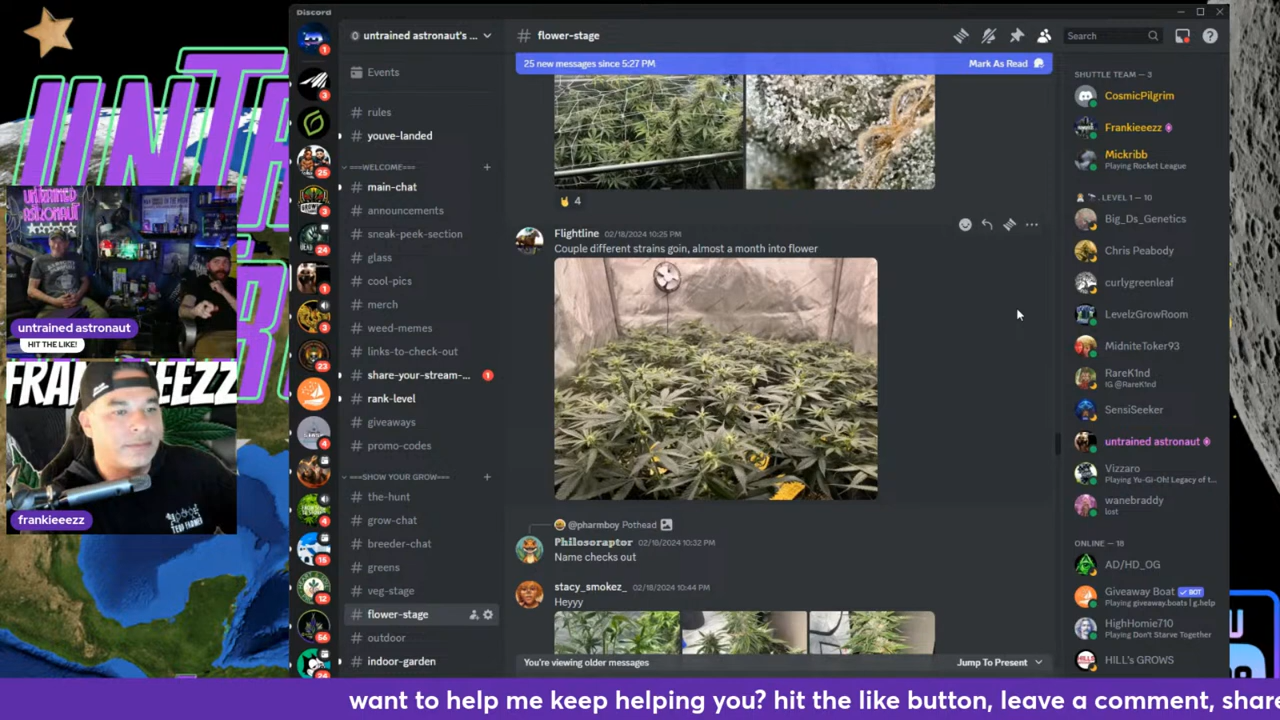 Discord
untrained astronaut's ...
Events
rules
youve-landed
===WELCOME===
main-chat
announcements
sneak-peek-section
glass
cool-pics
merch
weed-memes
links-to-check-out
share-your-stream-...
1
rank-level
giveaways
promo-codes
===SHOW YOUR GROW===
the-hunt
grow-chat
breeder-chat
greens
veg-stage
flower-stage
outdoor
indoor-garden
# flower-stage
Search
25 new messages since 5:27 PM
Mark As Read
4
Flightline 02/18/2024 10:25 PM
Couple different strains goin, almost a month into flower
@pharmboy Pothead
Philosoraptor 02/18/2024 10:32 PM
Name checks out
stacy_smokez_ 02/18/2024 10:44 PM
Heyyy
You're viewing older messages
Jump To Present
SHUTTLE TEAM — 3
CosmicPilgrim
Frankieeezz
Mickribb
Playing Rocket League
LEVEL 1 — 10
Big_Ds_Genetics
Chris Peabody
curlygreenleaf
LevelzGrowRoom
MidniteToker93
RareK1nd
IG @RareK1nd
SensiSeeker
untrained astronaut
Vizzaro
Playing Yu-Gi-Oh! Legacy of t...
wanebraddy
lost
ONLINE — 18
AD/HD_OG
Giveaway Boat BOT
Playing giveaway.boats | g.help
HighHomie710
Playing Don't Starve Together
HILL's GROWS
untrained astronaut
HIT THE LIKE!
frankieeezz
want to help me keep helping you? hit the like button, leave a comment, share